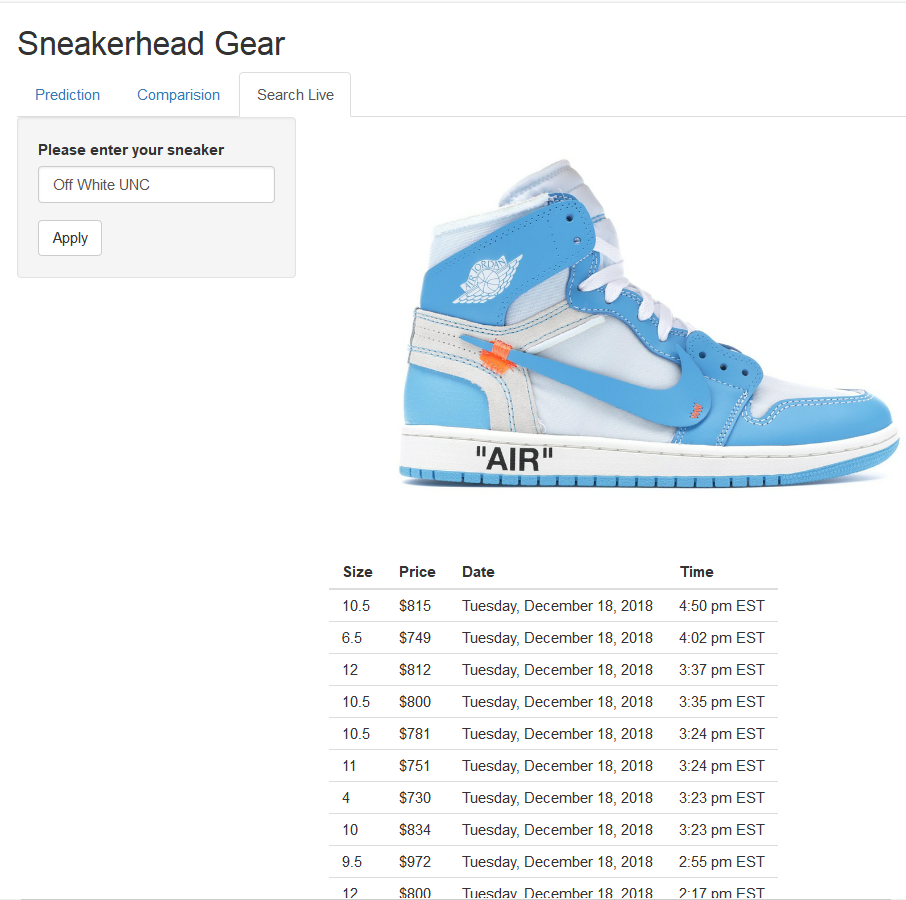 Sneakerhead Gear
Prediction Comparision Search Live
Please enter your sneaker
Off White UNC
Apply
AIR JORDAN
"AIR"
Size Price Date Time
10.5 $815 Tuesday, December 18, 2018 4:50 pm EST
6.5 $749 Tuesday, December 18, 2018 4:02 pm EST
12 $812 Tuesday, December 18, 2018 3:37 pm EST
10.5 $800 Tuesday, December 18, 2018 3:35 pm EST
10.5 $781 Tuesday, December 18, 2018 3:24 pm EST
11 $751 Tuesday, December 18, 2018 3:24 pm EST
4 $730 Tuesday, December 18, 2018 3:23 pm EST
10 $834 Tuesday, December 18, 2018 3:23 pm EST
9.5 $972 Tuesday, December 18, 2018 2:55 pm EST
12 $800 Tuesday, December 18, 2018 2:17 pm EST